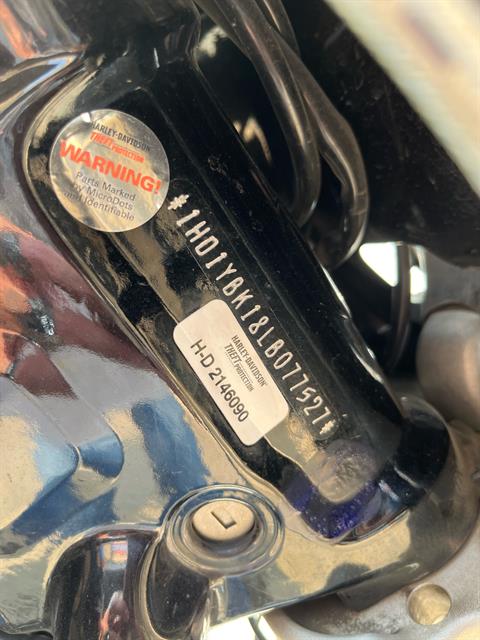 HARLEY-DAVIDSON
THEFT PROTECTION
WARNING!
Parts Marked
by MicroDots
and Identifiable
*1HD1YBK18LB077527*
HARLEY-DAVIDSON
THEFT PROTECTION
H-D 2146090